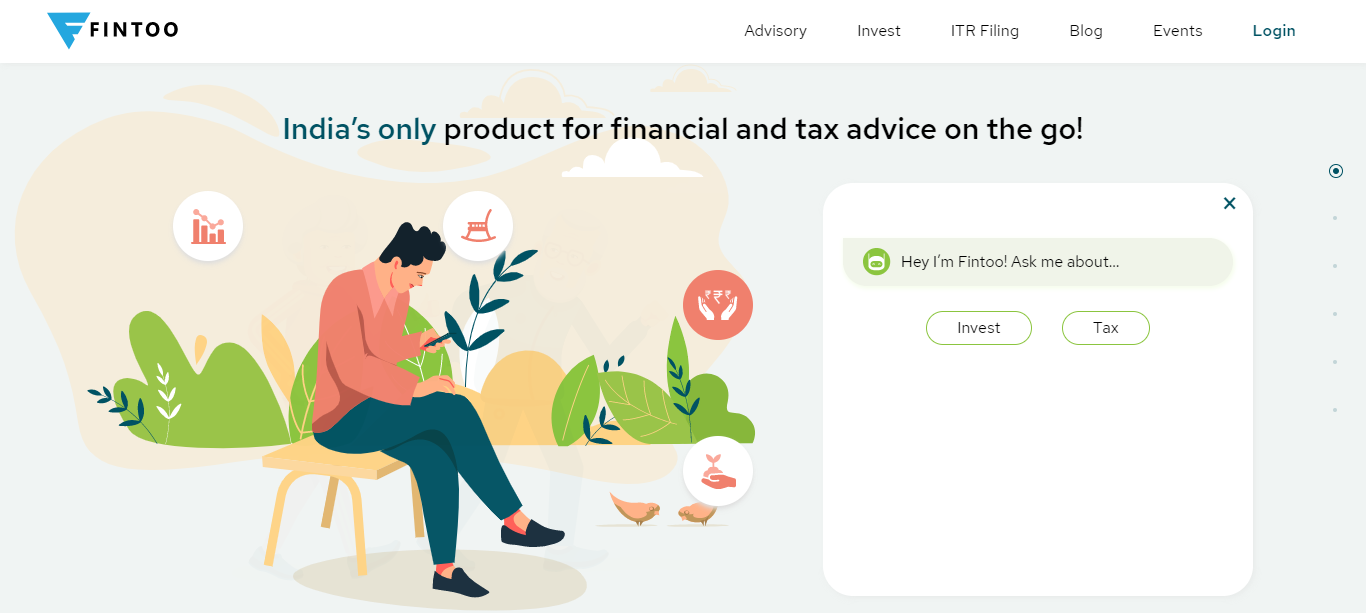 FINTOO
Advisory
Invest
ITR Filing
Blog
Events
Login
India's only product for financial and tax advice on the go!
Hey I'm Fintoo! Ask me about...
Invest
Tax